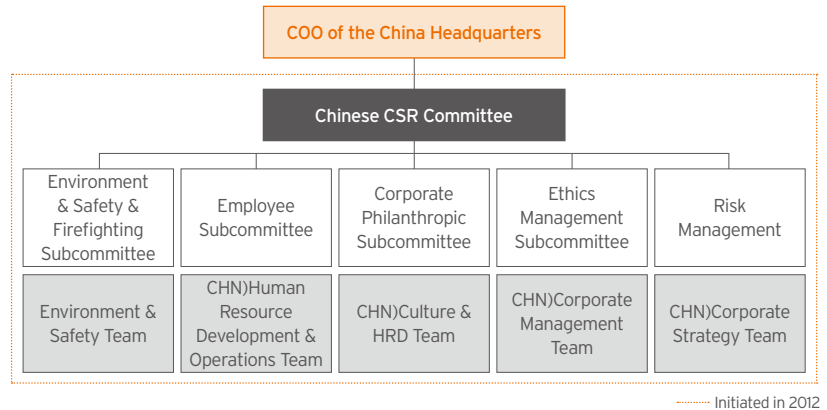 COO of the China Headquarters
Chinese CSR Committee
Environment
& Safety &
Firefighting
Subcommittee
Employee
Subcommittee
Corporate
Philanthropic
Subcommittee
Ethics
Management
Subcommittee
Risk
Management
Environment &
Safety Team
CHN)Human
Resource
Development &
Operations Team
CHN)Culture &
HRD Team
CHN)Corporate
Management
Team
CHN)Corporate
Strategy Team
Initiated in 2012